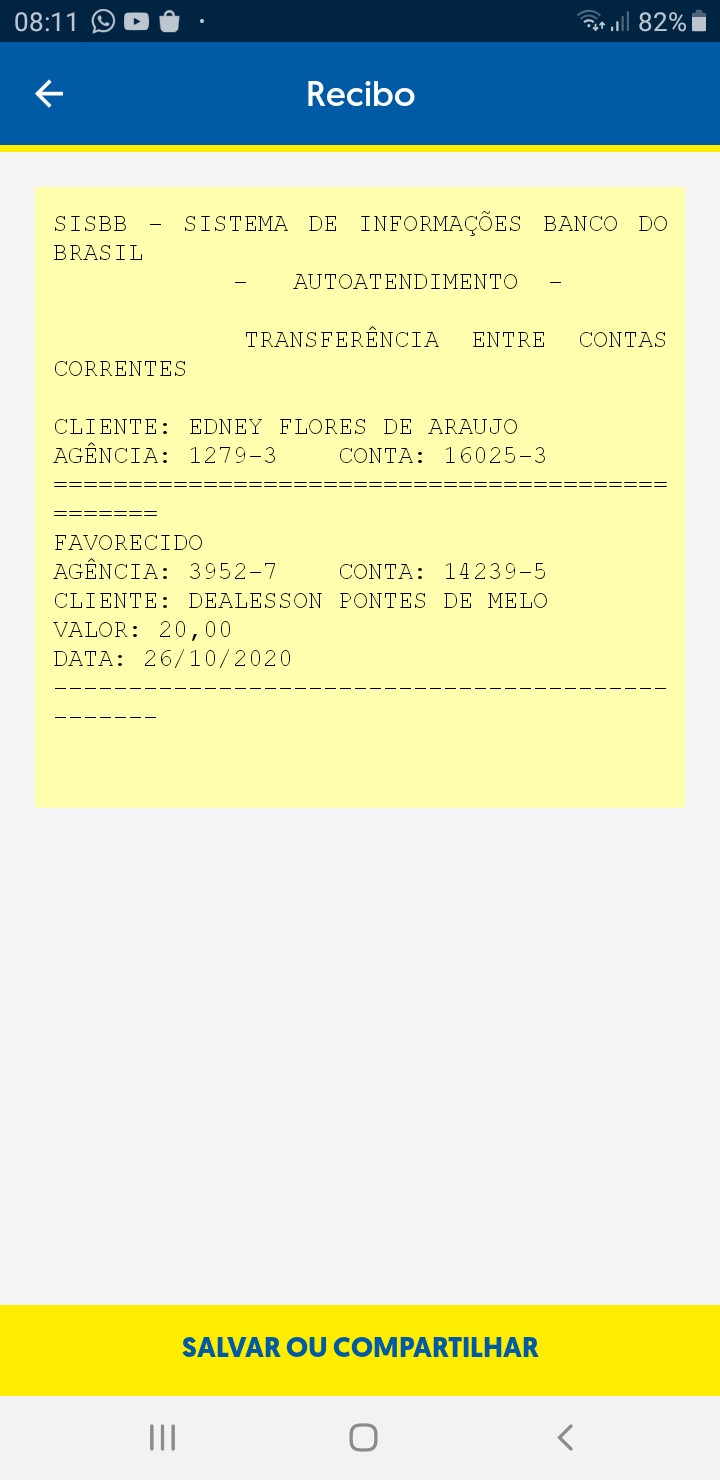 08:11 82%
Recibo
SISBB - SISTEMA DE INFORMAÇÕES BANCO DO
BRASIL
- AUTOATENDIMENTO -
TRANSFERÊNCIA ENTRE CONTAS
CORRENTES
CLIENTE: EDNEY FLORES DE ARAUJO
AGÊNCIA: 1279-3 CONTA: 16025-3
=========================================
=======
FAVORECIDO
AGÊNCIA: 3952-7 CONTA: 14239-5
CLIENTE: DEALESSON PONTES DE MELO
VALOR: 20,00
DATA: 26/10/2020
-----------------------------------------
-------
SALVAR OU COMPARTILHAR